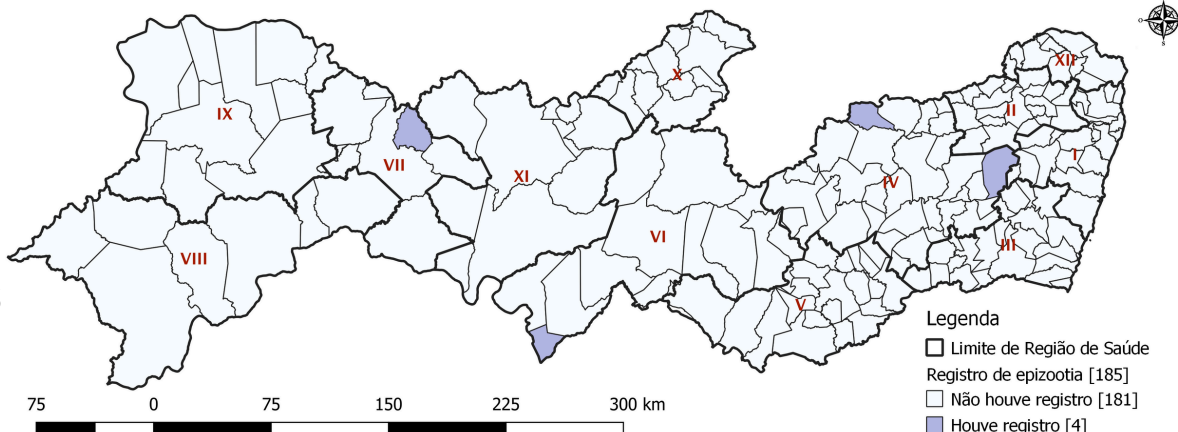 XII
X
II
IX
I
VII
XI
IV
VI
III
VIII
V
Legenda
Limite de Região de Saúde
Registro de epizootia [185]
Não houve registro [181]
Houve registro [4]
75 0 75 150 225 300 km